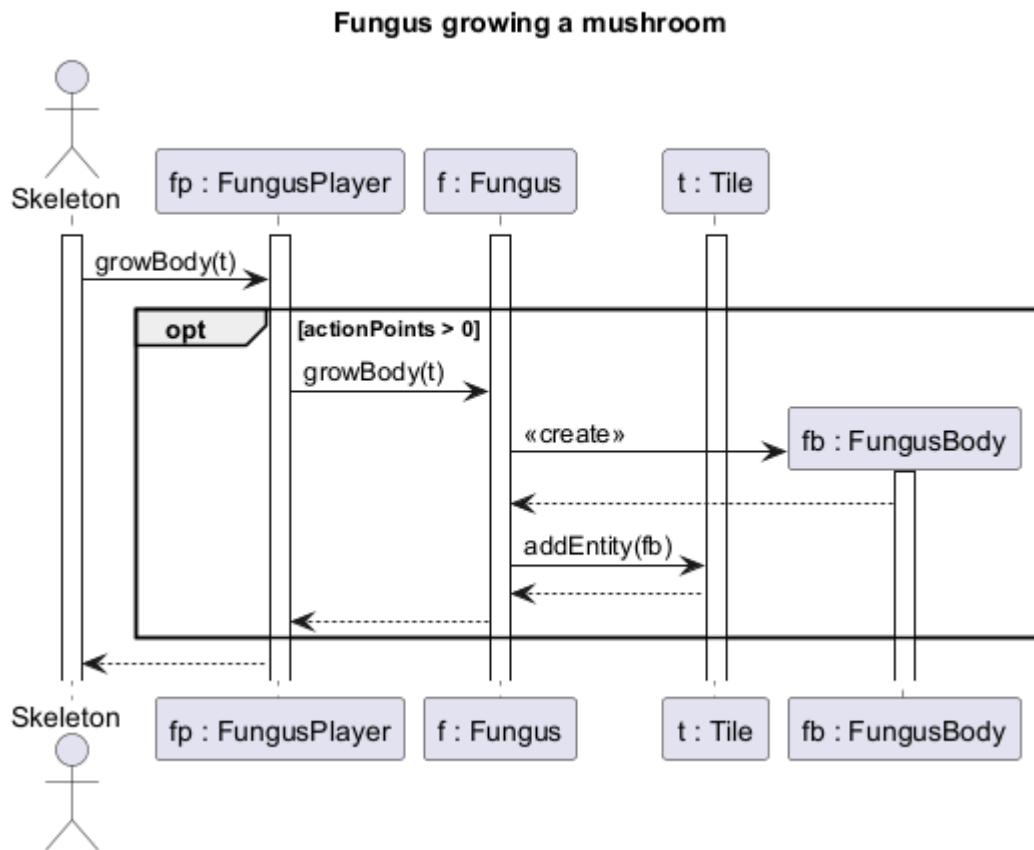 Fungus growing a mushroom
Skeleton
fp : FungusPlayer
f : Fungus
t : Tile
growBody(t)
opt
[actionPoints > 0]
growBody(t)
«create»
fb : FungusBody
addEntity(fb)
Skeleton
fp : FungusPlayer
f : Fungus
t : Tile
fb : FungusBody